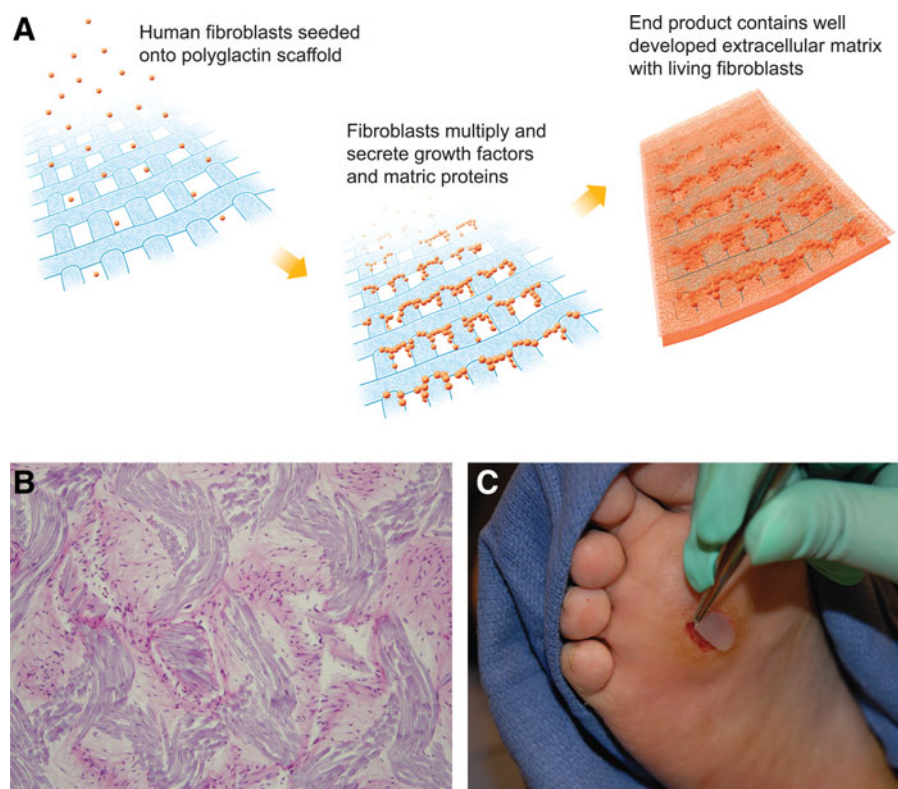 A
Human fibroblasts seeded
onto polyglactin scaffold
Fibroblasts multiply and
secrete growth factors
and matric proteins
End product contains well
developed extracellular matrix
with living fibroblasts
B
C